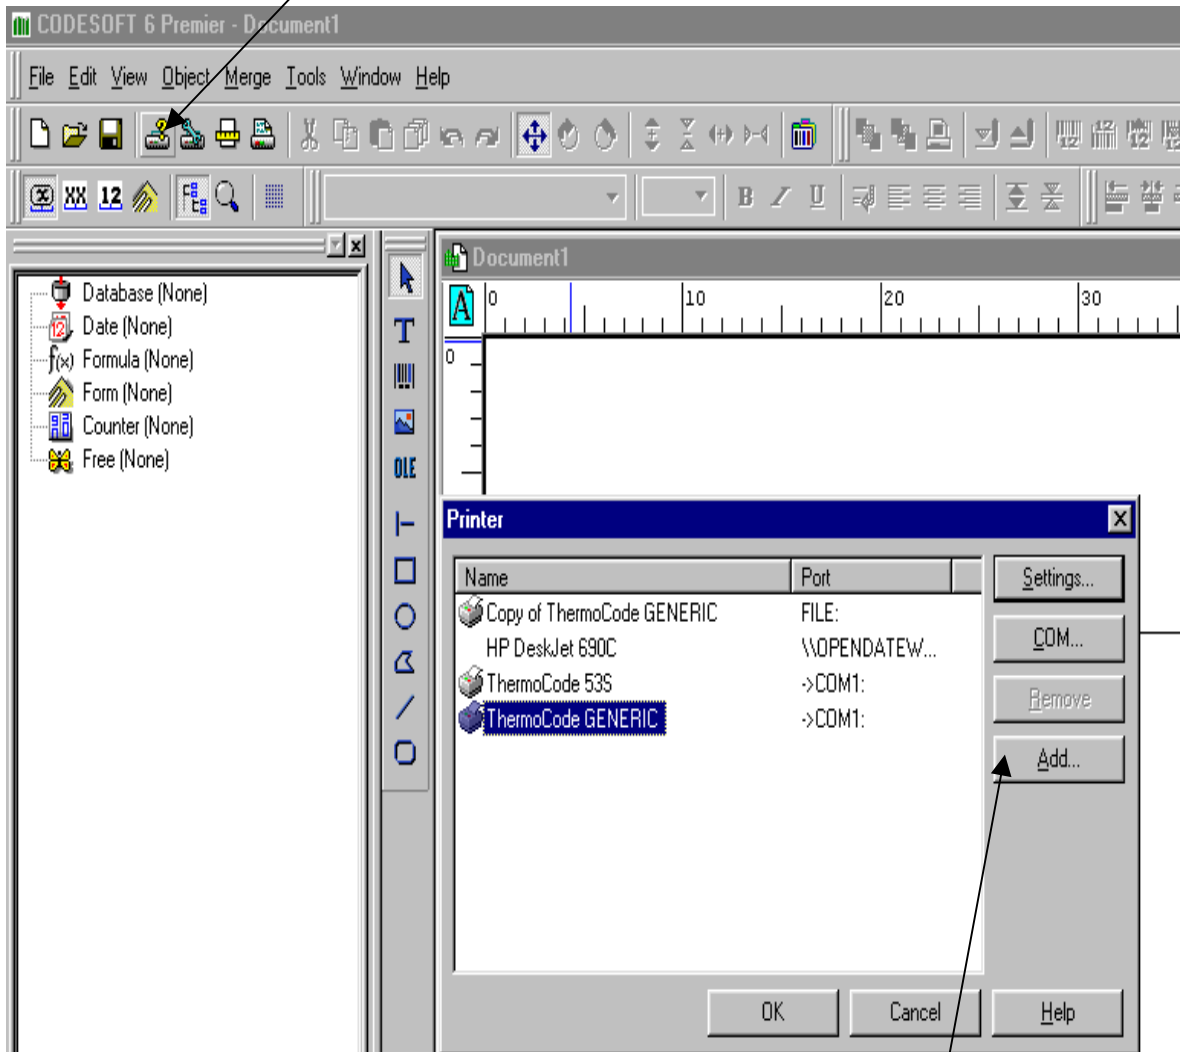 CODESOFT 6 Premier - Document1
File Edit View Object Merge Tools Window Help
XX 12 B I U
Database (None)
Date (None)
f(x) Formula (None)
Form (None)
Counter (None)
Free (None)
T
OLE
Document1
A 0 10 20 30
0
Printer
Name Port
Copy of ThermoCode GENERIC FILE:
HP DeskJet 690C \\OPENDATEW...
ThermoCode 53S ->COM1:
ThermoCode GENERIC ->COM1:
Settings...
COM...
Remove
Add...
OK Cancel Help